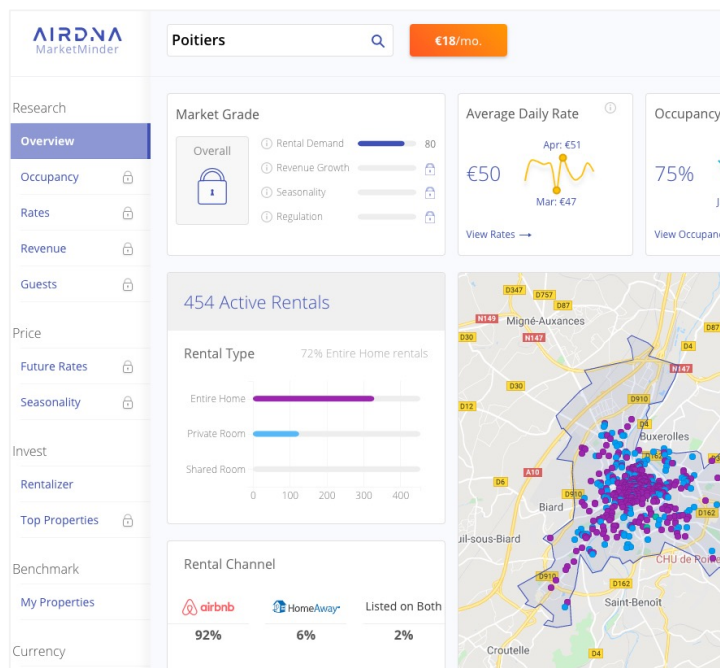 AIRDNA
MarketMinder
Poitiers
€18/mo.
Research
Overview
Occupancy
Rates
Revenue
Guests
Price
Future Rates
Seasonality
Invest
Rentalizer
Top Properties
Benchmark
My Properties
Currency
Market Grade
Overall
Rental Demand 80
Revenue Growth
Seasonality
Regulation
Average Daily Rate
€50
Apr: €51
Mar: €47
View Rates →
Occupancy
75%
View Occupan
454 Active Rentals
Rental Type 72% Entire Home rentals
Entire Home
Private Room
Shared Room
0 100 200 300 400
Rental Channel
airbnb HomeAway Listed on Both
92% 6% 2%
D347
D757
D87
N149
Migné-Auxances
D87
D30
N147
D4
N147
D30
D910
D12
D4
Buxerolles
D162
A10
D6
D910
Biard
D162
uil-sous-Biard
CHU de Poitie
D910
D162
Saint-Benoît
Croutelle
D4